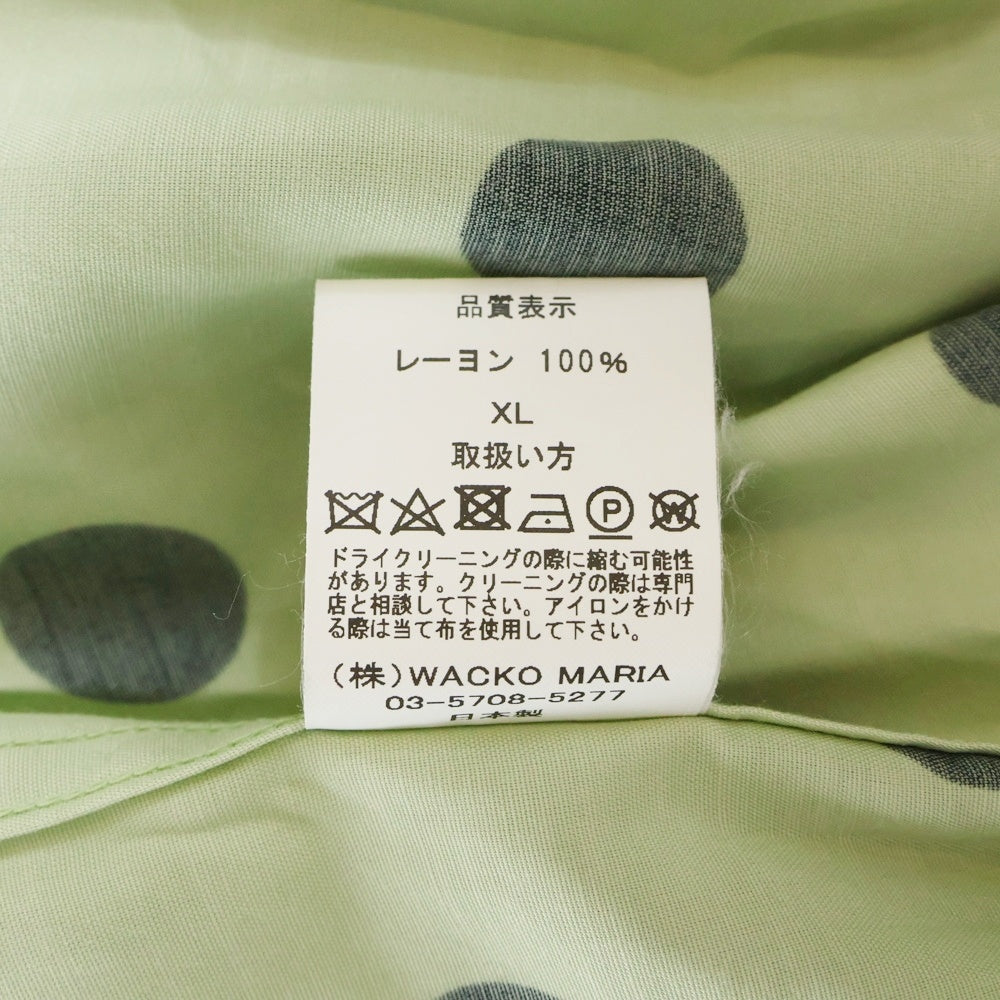 品質表示
レーヨン 100%
XL
取扱い方
P W
ドライクリーニングの際に縮む可能性
があります。クリーニングの際は専門
店と相談して下さい。アイロンをかけ
る際は当て布を使用して下さい。
(株)WACKO MARIA
03-5708-5277
日本製